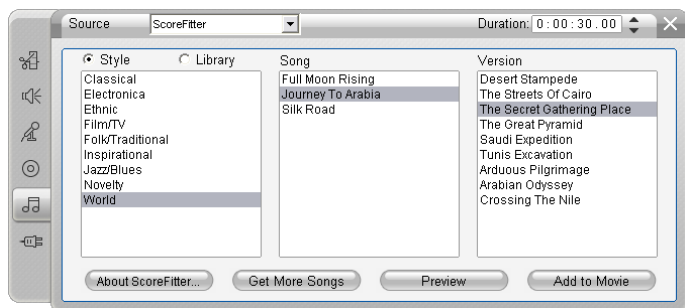 Source ScoreFitter Duration: 0:00:30.00
Style Library
Classical
Electronica
Ethnic
Film/TV
Folk/Traditional
Inspirational
Jazz/Blues
Novelty
World
Song
Full Moon Rising
Journey To Arabia
Silk Road
Version
Desert Stampede
The Streets Of Cairo
The Secret Gathering Place
The Great Pyramid
Saudi Expedition
Tunis Excavation
Arduous Pilgrimage
Arabian Odyssey
Crossing The Nile
About ScoreFitter... Get More Songs Preview Add to Movie